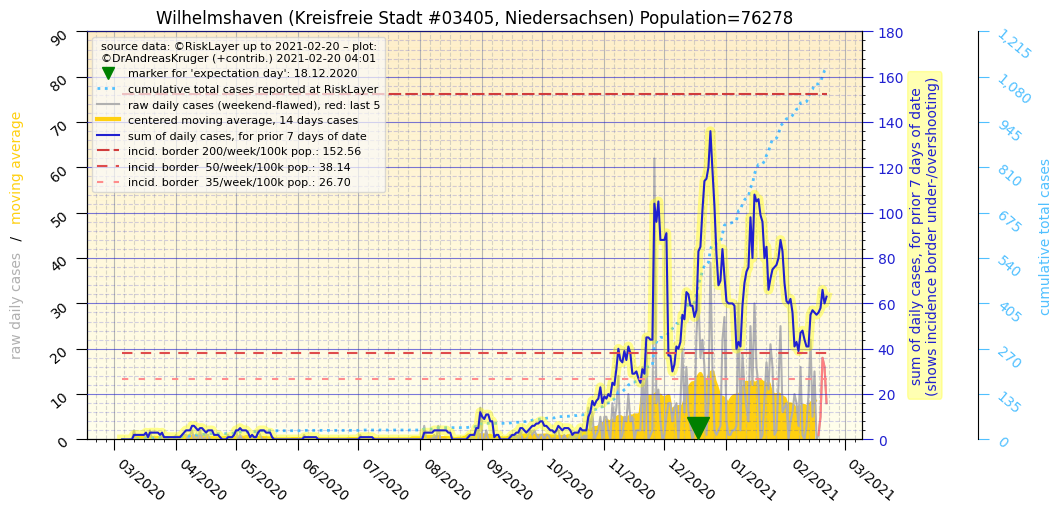 Wilhelmshaven (Kreisfreie Stadt #03405, Niedersachsen) Population=76278
source data: ©RiskLayer up to 2021-02-20 – plot:
©DrAndreasKruger (+contrib.) 2021-02-20 04:01
marker for 'expectation day': 18.12.2020
cumulative total cases reported at RiskLayer
raw daily cases (weekend-flawed), red: last 5
centered moving average, 14 days cases
sum of daily cases, for prior 7 days of date
incid. border 200/week/100k pop.: 152.56
incid. border  50/week/100k pop.: 38.14
incid. border  35/week/100k pop.: 26.70
raw daily cases / moving average
90
80
70
60
50
40
30
20
10
0
180
160
140
120
100
80
60
40
20
0
sum of daily cases, for prior 7 days of date
(shows incidence border under-/overshooting)
1,215
1,080
945
810
675
540
405
270
135
0
cumulative total cases
03/2020
04/2020
05/2020
06/2020
07/2020
08/2020
09/2020
10/2020
11/2020
12/2020
01/2021
02/2021
03/2021